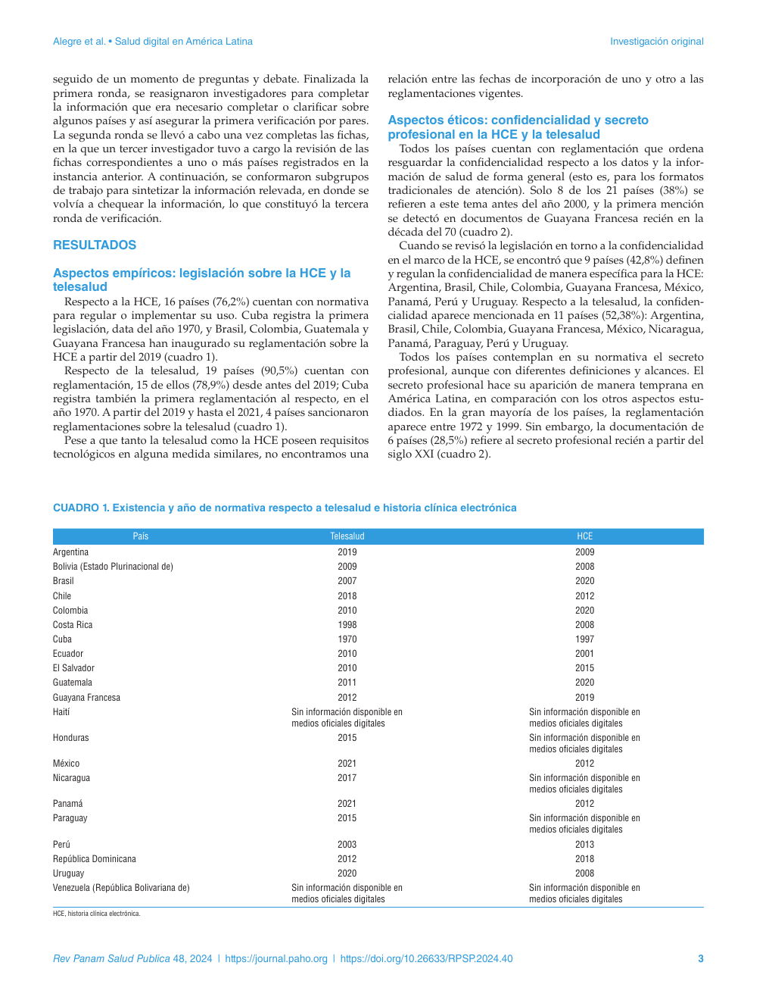 Alegre et al. • Salud digital en América Latina
Investigación original
seguido de un momento de preguntas y debate. Finalizada la
primera ronda, se reasignaron investigadores para completar
la información que era necesario completar o clarificar sobre
algunos países y así asegurar la primera verificación por pares.
La segunda ronda se llevó a cabo una vez completas las fichas,
en la que un tercer investigador tuvo a cargo la revisión de las
fichas correspondientes a uno o más países registrados en la
instancia anterior. A continuación, se conformaron subgrupos
de trabajo para sintetizar la información relevada, en donde se
volvía a chequear la información, lo que constituyó la tercera
ronda de verificación.
RESULTADOS
Aspectos empíricos: legislación sobre la HCE y la
telesalud
Respecto a la HCE, 16 países (76,2%) cuentan con normativa
para regular o implementar su uso. Cuba registra la primera
legislación, data del año 1970, y Brasil, Colombia, Guatemala y
Guayana Francesa han inaugurado su reglamentación sobre la
HCE a partir del 2019 (cuadro 1).
Respecto de la telesalud, 19 países (90,5%) cuentan con
reglamentación, 15 de ellos (78,9%) desde antes del 2019; Cuba
registra también la primera reglamentación al respecto, en el
año 1970. A partir del 2019 y hasta el 2021, 4 países sancionaron
reglamentaciones sobre la telesalud (cuadro 1).
Pese a que tanto la telesalud como la HCE poseen requisitos
tecnológicos en alguna medida similares, no encontramos una
relación entre las fechas de incorporación de uno y otro a las
reglamentaciones vigentes.
Aspectos éticos: confidencialidad y secreto
profesional en la HCE y la telesalud
Todos los países cuentan con reglamentación que ordena
resguardar la confidencialidad respecto a los datos y la infor-
mación de salud de forma general (esto es, para los formatos
tradicionales de atención). Solo 8 de los 21 países (38%) se
refieren a este tema antes del año 2000, y la primera mención
se detectó en documentos de Guayana Francesa recién en la
década del 70 (cuadro 2).
Cuando se revisó la legislación en torno a la confidencialidad
en el marco de la HCE, se encontró que 9 países (42,8%) definen
y regulan la confidencialidad de manera específica para la HCE:
Argentina, Brasil, Chile, Colombia, Guayana Francesa, México,
Panamá, Perú y Uruguay. Respecto a la telesalud, la confiden-
cialidad aparece mencionada en 11 países (52,38%): Argentina,
Brasil, Chile, Colombia, Guayana Francesa, México, Nicaragua,
Panamá, Paraguay, Perú y Uruguay.
Todos los países contemplan en su normativa el secreto
profesional, aunque con diferentes definiciones y alcances. El
secreto profesional hace su aparición de manera temprana en
América Latina, en comparación con los otros aspectos estu-
diados. En la gran mayoría de los países, la reglamentación
aparece entre 1972 y 1999. Sin embargo, la documentación de
6 países (28,5%) refiere al secreto profesional recién a partir del
siglo XXI (cuadro 2).
CUADRO 1. Existencia y año de normativa respecto a telesalud e historia clínica electrónica
País Telesalud HCE
Argentina 2019 2009
Bolivia (Estado Plurinacional de) 2009 2008
Brasil 2007 2020
Chile 2018 2012
Colombia 2010 2020
Costa Rica 1998 2008
Cuba 1970 1997
Ecuador 2010 2001
El Salvador 2010 2015
Guatemala 2011 2020
Guayana Francesa 2012 2019
Haití Sin información disponible en Sin información disponible en
medios oficiales digitales medios oficiales digitales
Honduras 2015 Sin información disponible en
medios oficiales digitales
México 2021 2012
Nicaragua 2017 Sin información disponible en
medios oficiales digitales
Panamá 2021 2012
Paraguay 2015 Sin información disponible en
medios oficiales digitales
Perú 2003 2013
República Dominicana 2012 2018
Uruguay 2020 2008
Venezuela (República Bolivariana de) Sin información disponible en Sin información disponible en
medios oficiales digitales medios oficiales digitales
HCE, historia clínica electrónica.
Rev Panam Salud Publica 48, 2024 | https://journal.paho.org | https://doi.org/10.26633/RPSP.2024.40
3